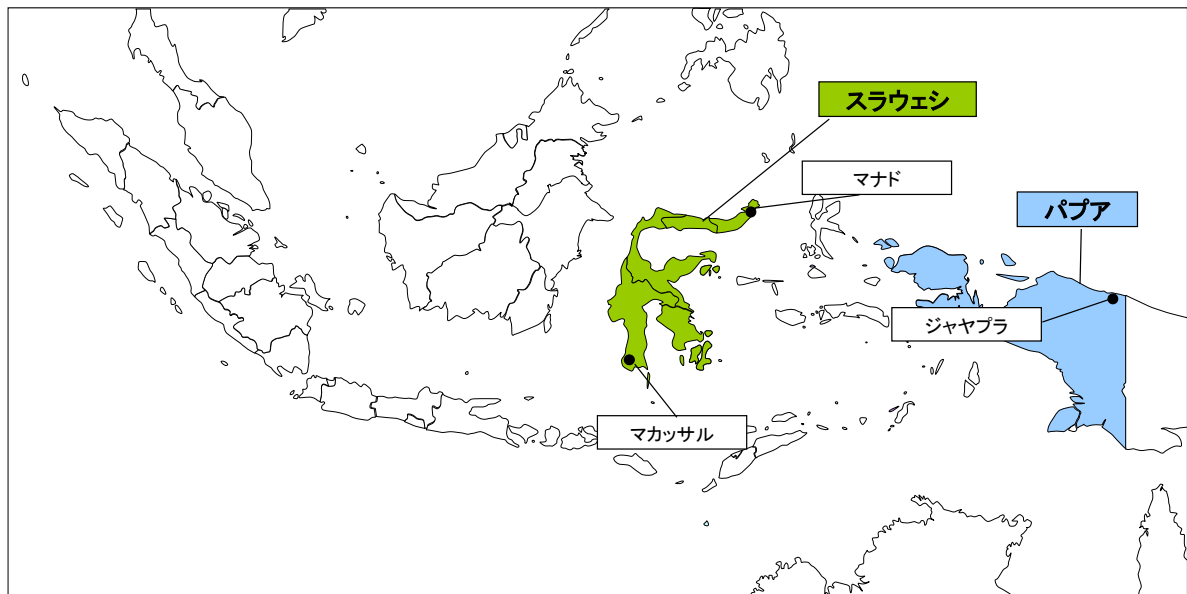 スラウェシ
マナド
パプア
ジャヤプラ
マカッサル